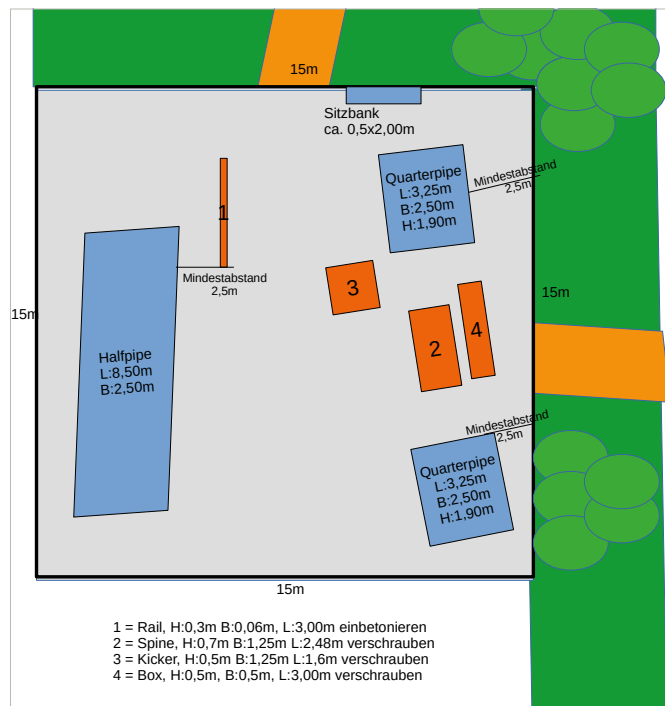 15m
Sitzbank
ca. 0,5x2,00m
Quarterpipe
L:3,25m
B:2,50m
H:1,90m
Mindestabstand
2,5m
1
Mindestabstand
2,5m
3
15m
15m
4
2
Halfpipe
L:8,50m
B:2,50m
Mindestabstand
2,5m
Quarterpipe
L:3,25m
B:2,50m
H:1,90m
15m
1 = Rail, H:0,3m B:0,06m, L:3,00m einbetonieren
2 = Spine, H:0,7m B:1,25m L:2,48m verschrauben
3 = Kicker, H:0,5m B:1,25m L:1,6m verschrauben
4 = Box, H:0,5m, B:0,5m, L:3,00m verschrauben